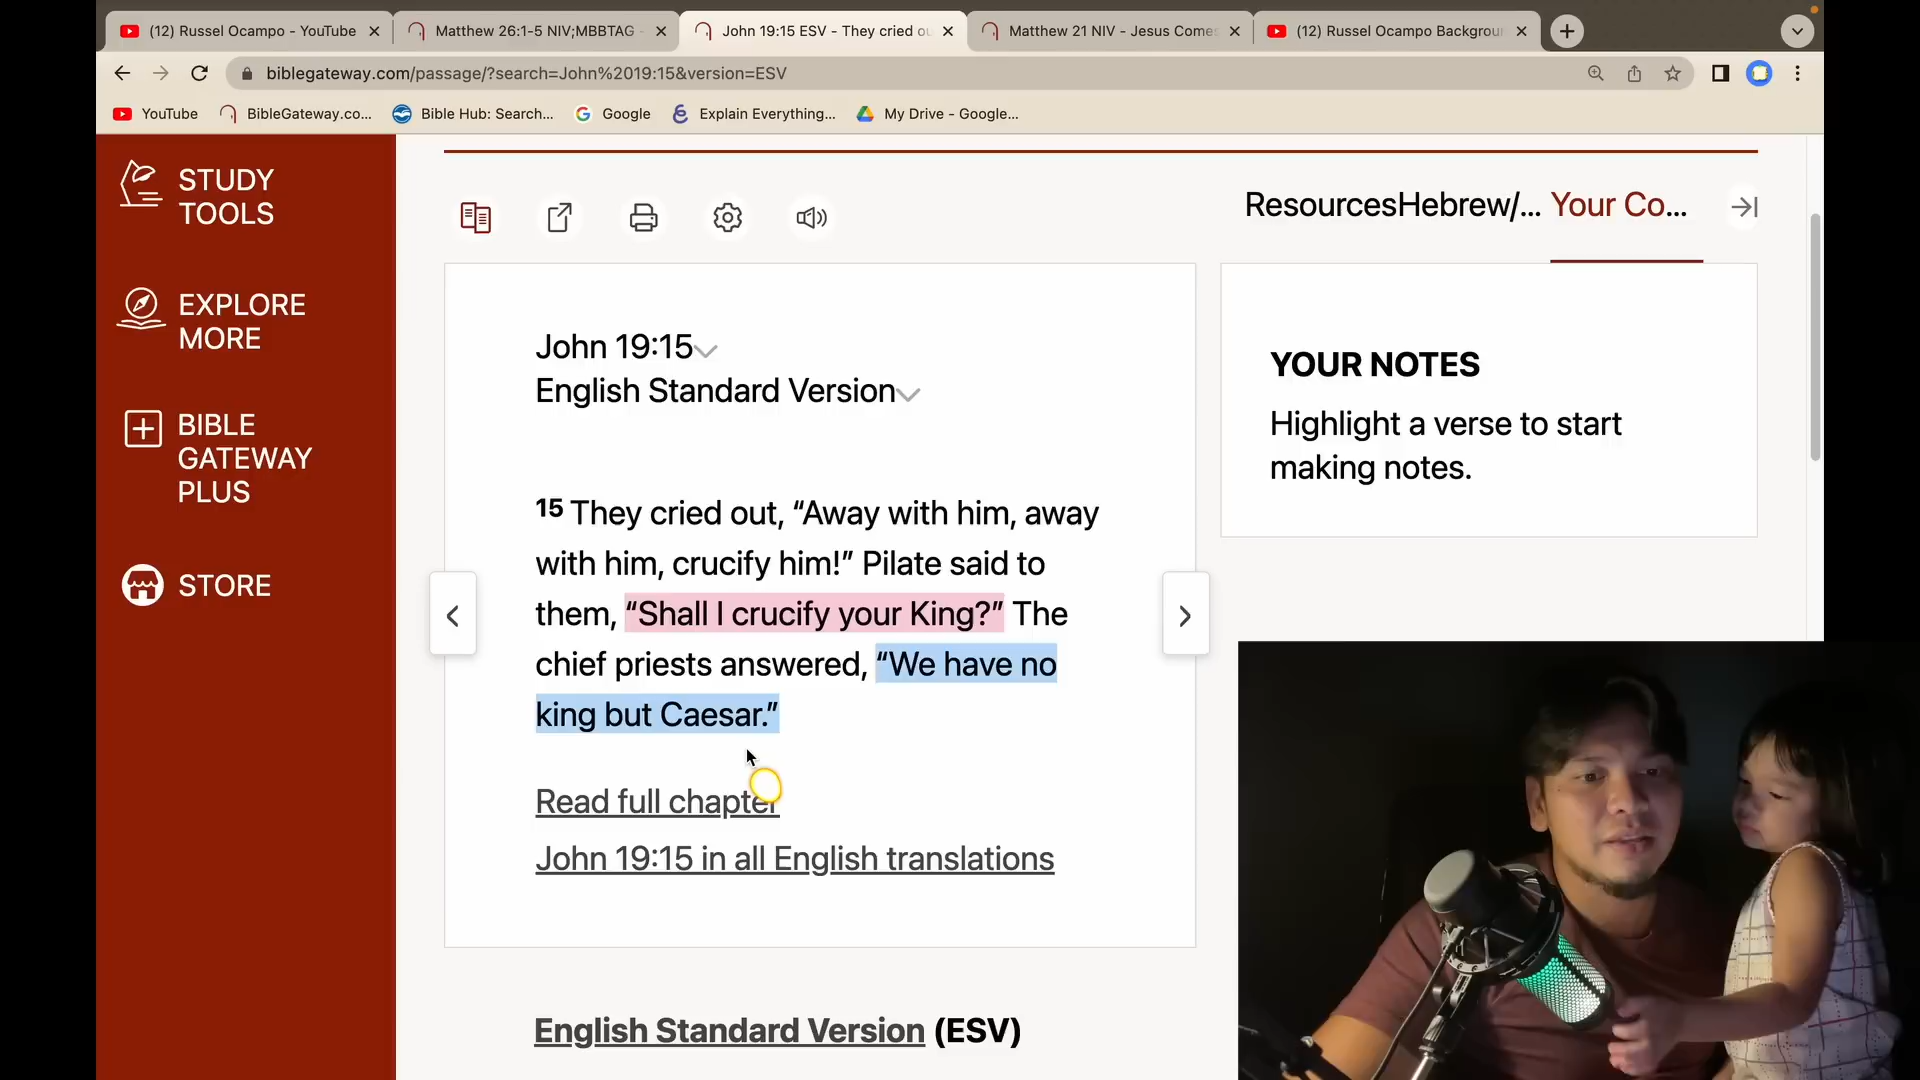 (12) Russel Ocampo - YouTube
Matthew 26:1-5 NIV;MBBTAG -
John 19:15 ESV - They cried ou
Matthew 21 NIV - Jesus Comes
(12) Russel Ocampo Backgrou
biblegateway.com/passage/?search=John%2019:15&version=ESV
YouTube
BibleGateway.co...
Bible Hub: Search...
Google
Explain Everything...
My Drive - Google...
STUDY
TOOLS
EXPLORE
MORE
BIBLE
GATEWAY
PLUS
STORE
ResourcesHebrew/... Your Co...
John 19:15
English Standard Version
15 They cried out, “Away with him, away
with him, crucify him!” Pilate said to
them, “Shall I crucify your King?” The
chief priests answered, “We have no
king but Caesar.”
Read full chapter
John 19:15 in all English translations
English Standard Version (ESV)
YOUR NOTES
Highlight a verse to start
making notes.